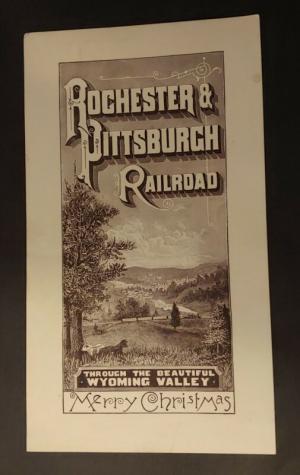 ROCHESTER &
PITTSBURGH
RAILROAD
THROUGH THE BEAUTIFUL
WYOMING VALLEY
Merry Christmas